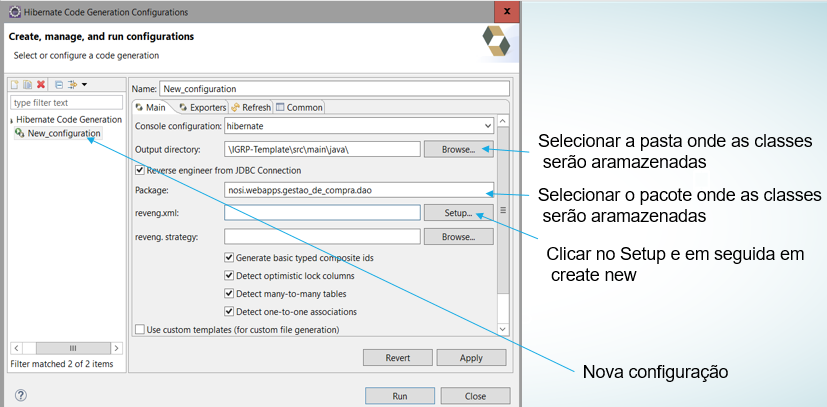 Hibernate Code Generation Configurations
x
Create, manage, and run configurations
Select or configure a code generation
type filter text
Hibernate Code Generation
New_configuration
Filter matched 2 of 2 items
Name: New_configuration
Main Exporters Refresh Common
Console configuration: hibernate
Output directory: \IGRP-Template\src\main\java\ Browse...
Reverse engineer from JDBC Connection
Package: nosi.webapps.gestao_de_compra.dao
reveng.xml: Setup...
reveng. strategy: Browse...
Generate basic typed composite ids
Detect optimistic lock columns
Detect many-to-many tables
Detect one-to-one associations
Use custom templates (for custom file generation)
Revert Apply
? Run Close
Selecionar a pasta onde as classes
serão aramazenadas
Selecionar o pacote onde as classes
serão aramazenadas
Clicar no Setup e em seguida em
create new
Nova configuração